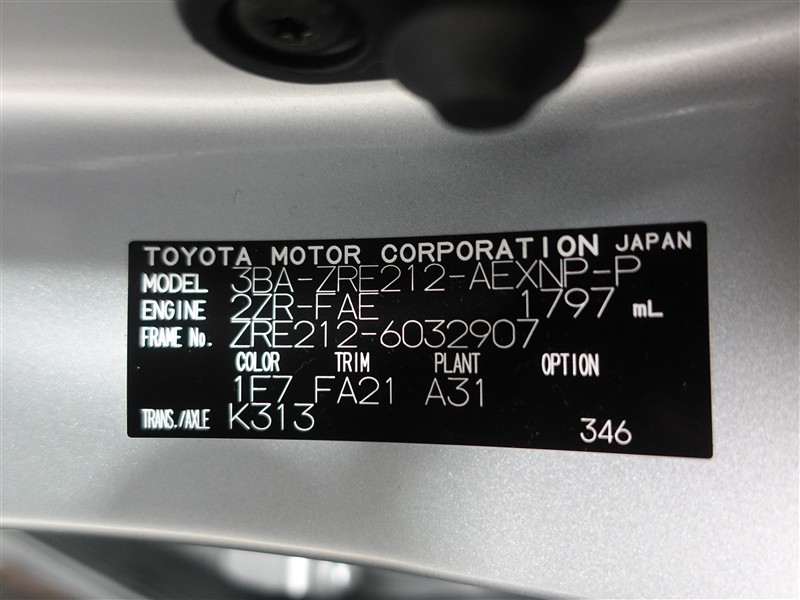 TOYOTA MOTOR CORPORATION JAPAN
MODEL 3BA-ZRE212-AEXNP-P
ENGINE 2ZR-FAE 1797 mL
FRAME No. ZRE212-6032907
COLOR TRIM PLANT OPTION
1E7 FA21 A31
TRANS./AXLE K313
346